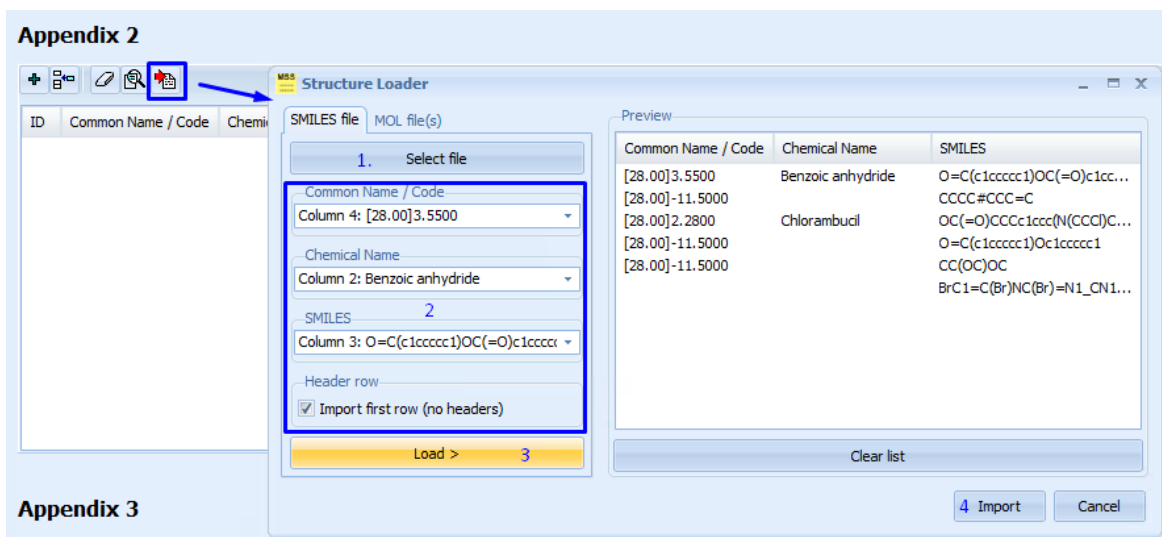 Appendix 2
MSS Structure Loader
ID Common Name / Code Chemi
SMILES file MOL file(s)
1. Select file
Common Name / Code
Column 4: [28.00]3.5500
Chemical Name
Column 2: Benzoic anhydride
SMILES 2
Column 3: O=C(c1ccccc1)OC(=O)c1ccccc
Header row
Import first row (no headers)
Load > 3
Preview
Common Name / Code Chemical Name SMILES
[28.00]3.5500 Benzoic anhydride O=C(c1ccccc1)OC(=O)c1cc...
[28.00]-11.5000 CCCC#CCC=C
[28.00]2.2800 Chlorambucil OC(=O)CCCc1ccc(N(CCCl)C...
[28.00]-11.5000 O=C(c1ccccc1)Oc1ccccc1
[28.00]-11.5000 CC(OC)OC
BrC1=C(Br)NC(Br)=N1_CN1...
Clear list
4 Import Cancel
Appendix 3